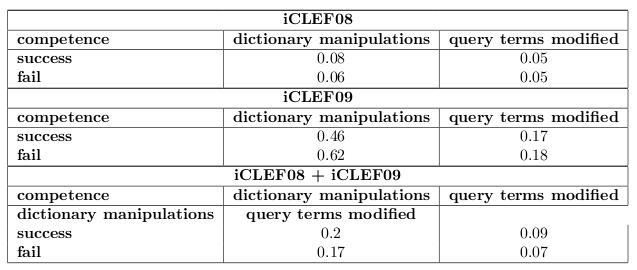 iCLEF08
competence dictionary manipulations query terms modified
success 0.08 0.05
fail 0.06 0.05
iCLEF09
competence dictionary manipulations query terms modified
success 0.46 0.17
fail 0.62 0.18
iCLEF08 + iCLEF09
competence dictionary manipulations query terms modified
dictionary manipulations query terms modified
success 0.2 0.09
fail 0.17 0.07